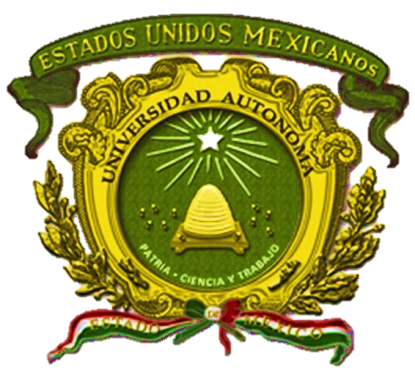 ESTADOS UNIDOS MEXICANOS
UNIVERSIDAD AUTONOMA
PATRIA • CIENCIA Y TRABAJO
ESTADO DE MEXICO